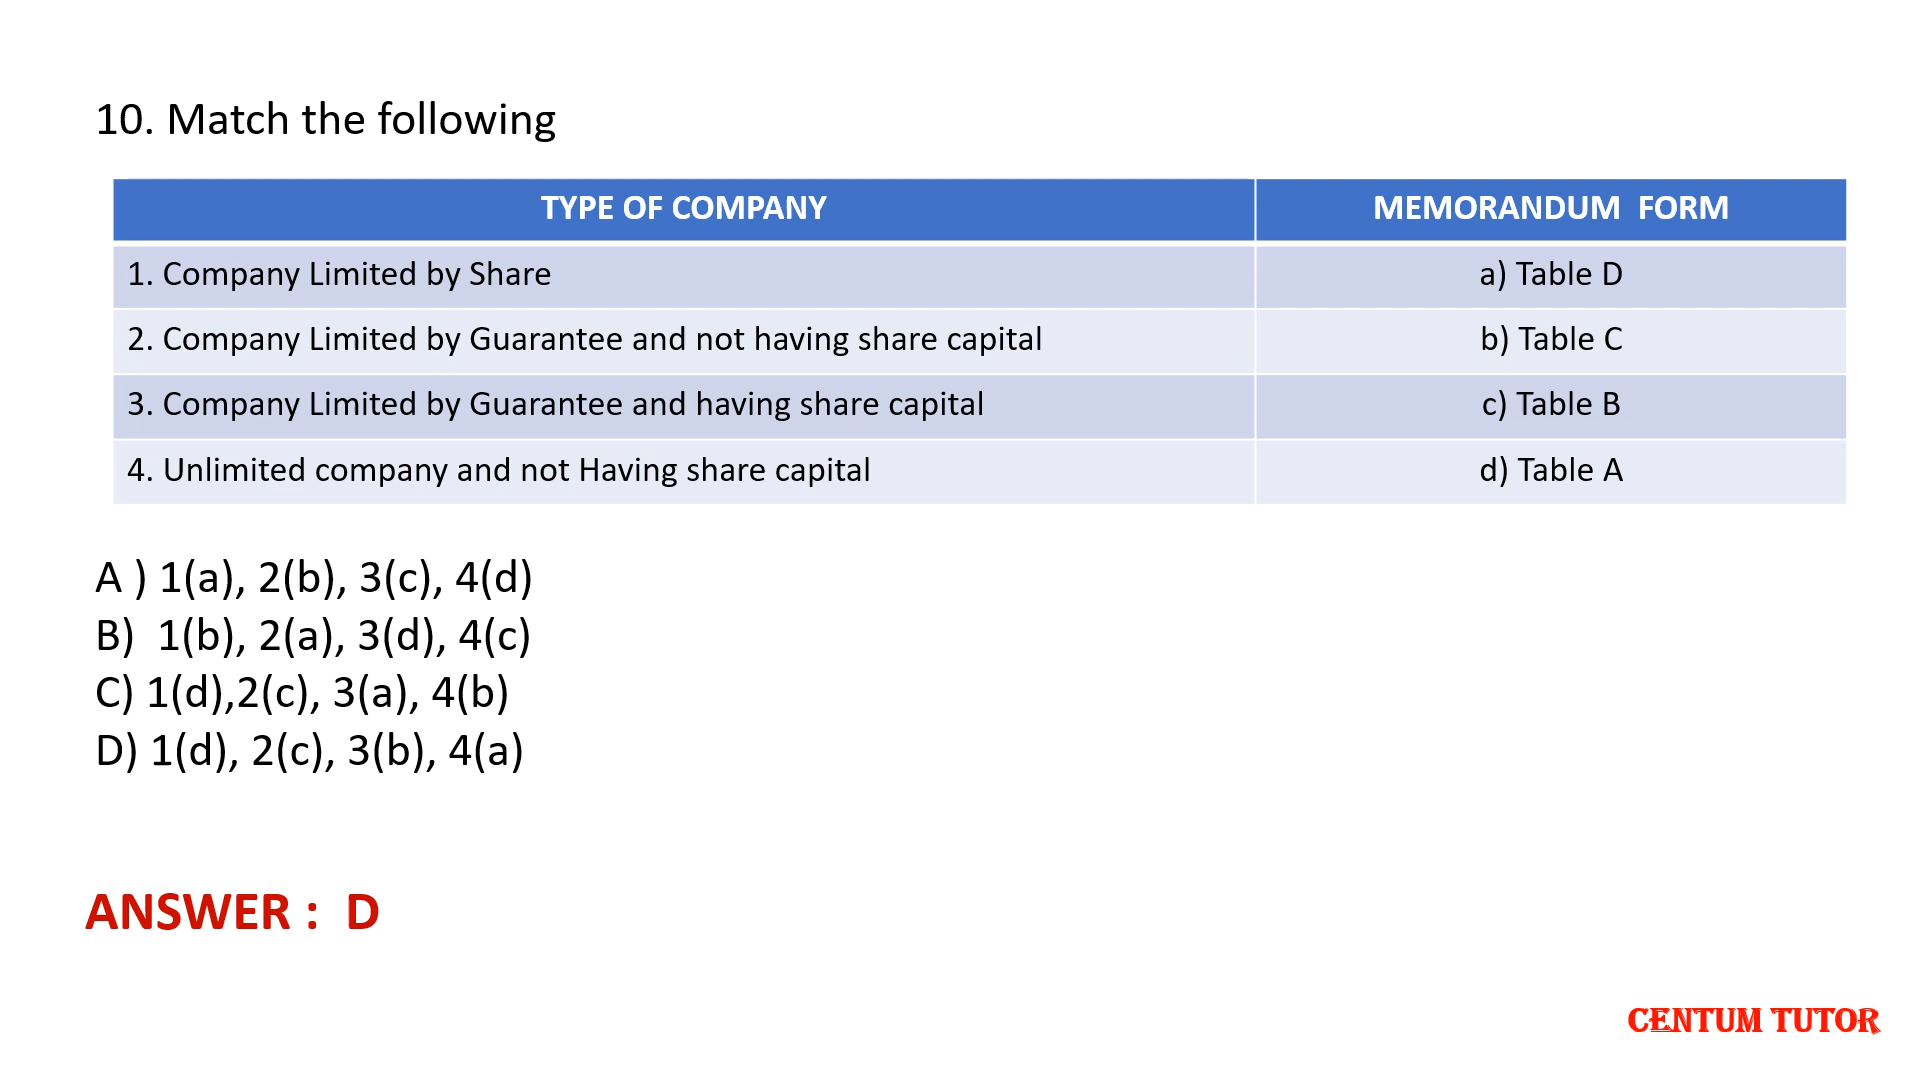 10. Match the following
TYPE OF COMPANY MEMORANDUM FORM
1. Company Limited by Share a) Table D
2. Company Limited by Guarantee and not having share capital b) Table C
3. Company Limited by Guarantee and having share capital c) Table B
4. Unlimited company and not Having share capital d) Table A
A ) 1(a), 2(b), 3(c), 4(d)
B) 1(b), 2(a), 3(d), 4(c)
C) 1(d),2(c), 3(a), 4(b)
D) 1(d), 2(c), 3(b), 4(a)
ANSWER : D
CENTUM TUTOR